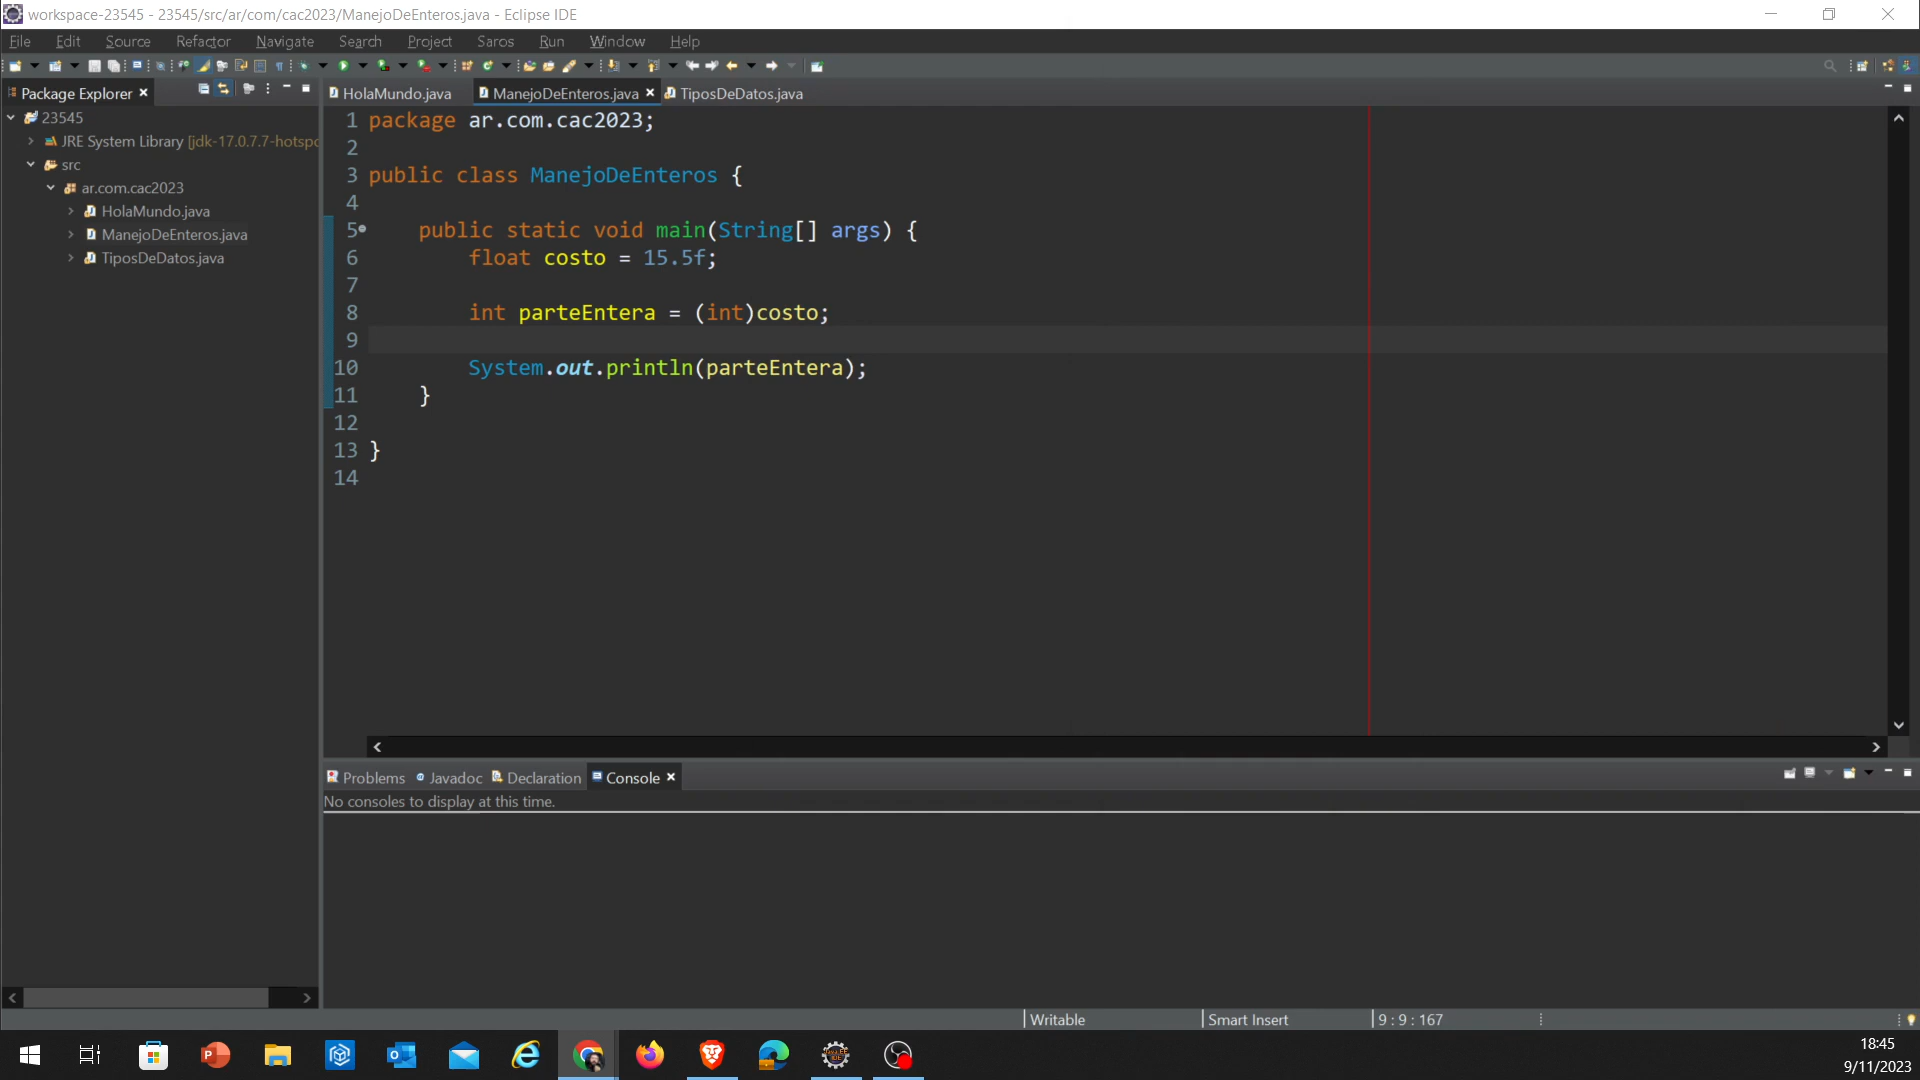 workspace-23545 - 23545/src/ar/com/cac2023/ManejoDeEnteros.java - Eclipse IDE
File Edit Source Refactor Navigate Search Project Saros Run Window Help
Package Explorer
HolaMundo.java ManejoDeEnteros.java TiposDeDatos.java
23545
JRE System Library [jdk-17.0.7.7-hotspo
src
ar.com.cac2023
HolaMundo.java
ManejoDeEnteros.java
TiposDeDatos.java
1 package ar.com.cac2023;
2
3 public class ManejoDeEnteros {
4
5 public static void main(String[] args) {
6 float costo = 15.5f;
7
8 int parteEntera = (int)costo;
9
10 System.out.println(parteEntera);
11 }
12
13 }
14
Problems Javadoc Declaration Console
No consoles to display at this time.
Writable Smart Insert 9 : 9 : 167
18:45
9/11/2023